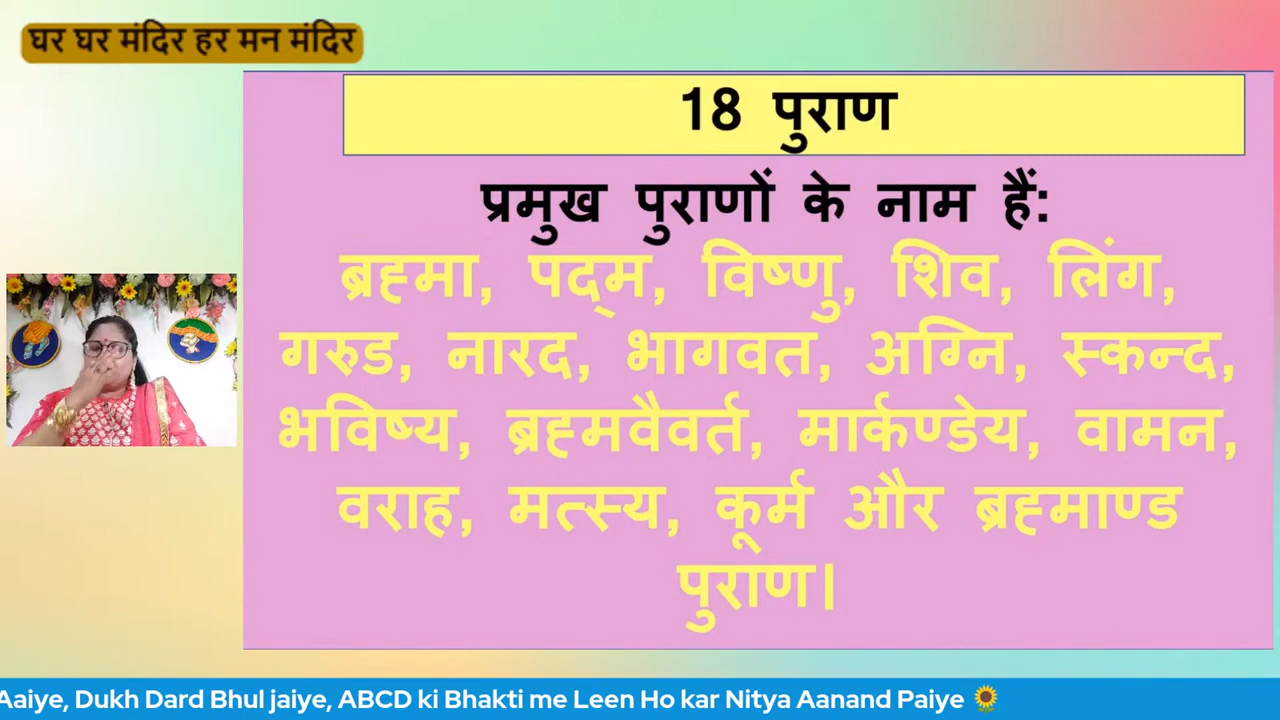 घर घर मंदिर हर मन मंदिर
18 पुराण
प्रमुख पुराणों के नाम हैं:
ब्रह्मा, पद्म, विष्णु, शिव, लिंग,
गरुड, नारद, भागवत, अग्नि, स्कन्द,
भविष्य, ब्रह्मवैवर्त, मार्कण्डेय, वामन,
वराह, मत्स्य, कूर्म और ब्रह्माण्ड
पुराण।
Aaiye, Dukh Dard Bhul jaiye, ABCD ki Bhakti me Leen Ho kar Nitya Aanand Paiye 🌻